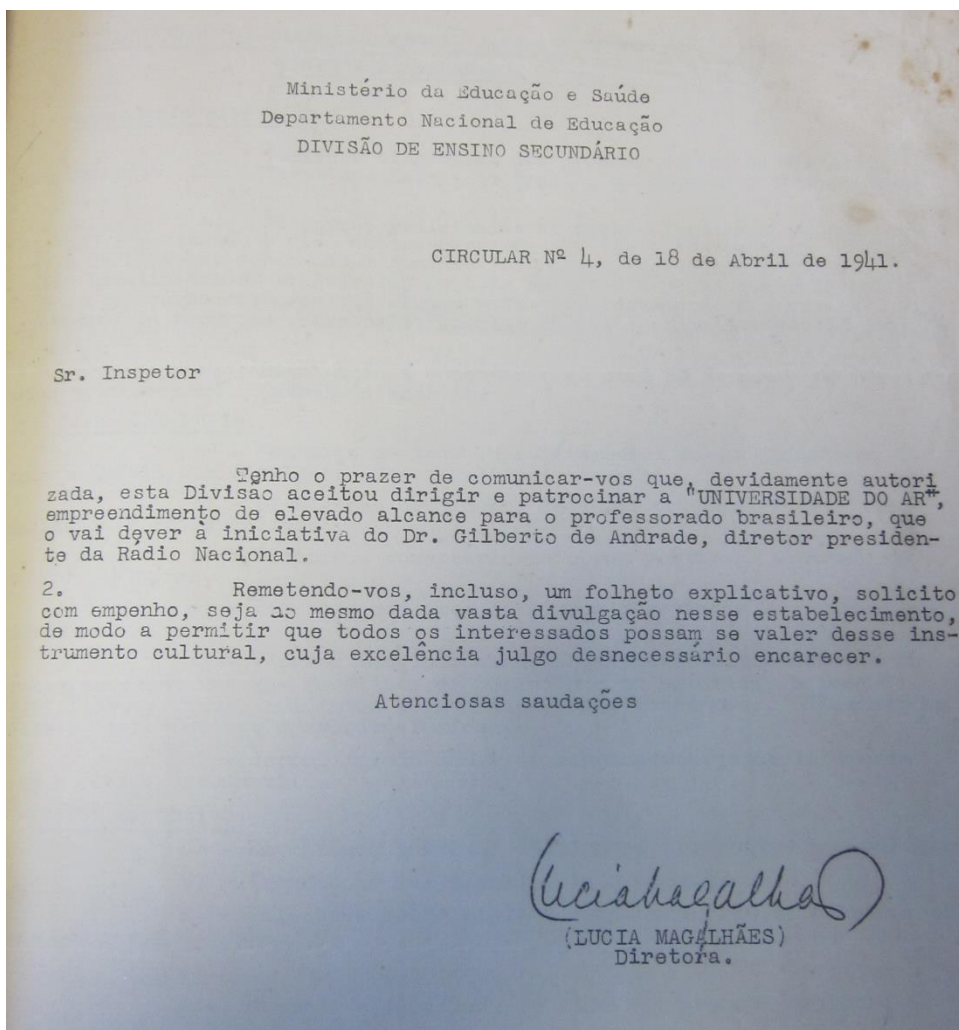 Ministério da Educação e Saúde
Departamento Nacional de Educação
DIVISÃO DE ENSINO SECUNDÁRIO
CIRCULAR Nº 4, de 18 de Abril de 1941.
Sr. Inspetor
Tenho o prazer de comunicar-vos que, devidamente autori
zada, esta Divisão aceitou dirigir e patrocinar a "UNIVERSIDADE DO AR",
empreendimento de elevado alcance para o professorado brasileiro, que
o vai dever à iniciativa do Dr. Gilberto de Andrade, diretor presiden-
te da Rádio Nacional.
2. Remetendo-vos, incluso, um folheto explicativo, solicito
com empenho, seja ao mesmo dada vasta divulgação nesse estabelecimento,
de modo a permitir que todos os interessados possam se valer desse ins-
trumento cultural, cuja excelência julgo desnecessário encarecer.
Atenciosas saudações
Lucia Magalhães
(LUCIA MAGALHÃES)
Diretora.